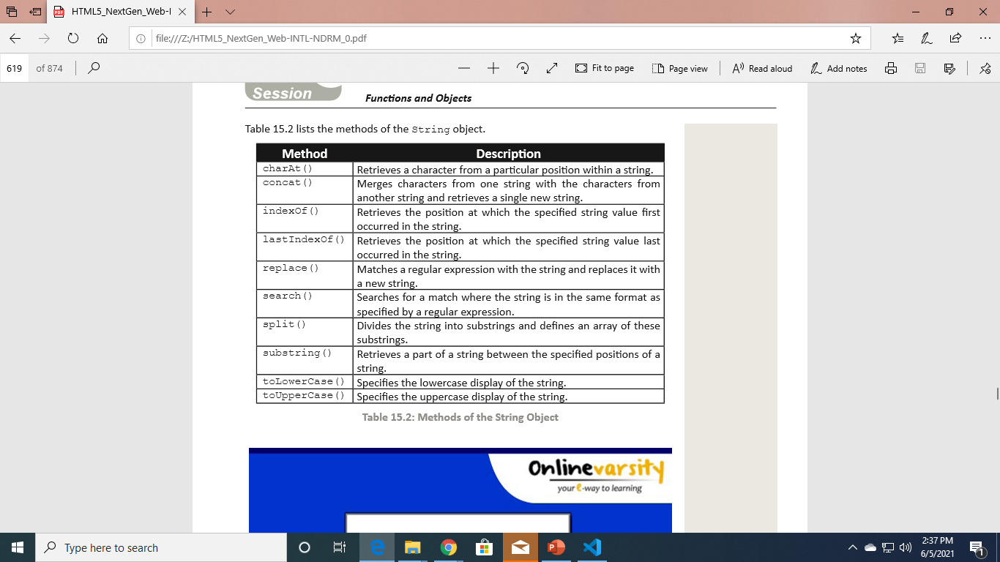 HTML5_NextGen_Web-I
file:///Z:/HTML5_NextGen_Web-INTL-NDRM_0.pdf
619 of 874
Fit to page
Page view
Read aloud
Add notes
Session
Functions and Objects
Table 15.2 lists the methods of the String object.
Method Description
charAt() Retrieves a character from a particular position within a string.
concat() Merges characters from one string with the characters from
another string and retrieves a single new string.
indexOf() Retrieves the position at which the specified string value first
occurred in the string.
lastIndexOf() Retrieves the position at which the specified string value last
occurred in the string.
replace() Matches a regular expression with the string and replaces it with
a new string.
search() Searches for a match where the string is in the same format as
specified by a regular expression.
split() Divides the string into substrings and defines an array of these
substrings.
substring() Retrieves a part of a string between the specified positions of a
string.
toLowerCase() Specifies the lowercase display of the string.
toUpperCase() Specifies the uppercase display of the string.
Table 15.2: Methods of the String Object
Onlinevarsity
your e-way to learning
Type here to search
2:37 PM
6/5/2021
1